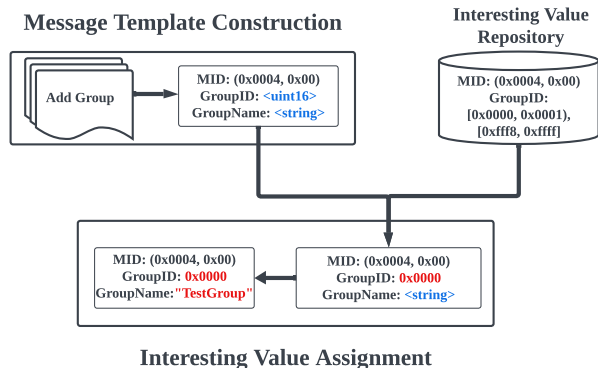 Message Template Construction
Interesting Value
Repository
Add Group
MID: (0x0004, 0x00)
GroupID: <uint16>
GroupName: <string>
MID: (0x0004, 0x00)
GroupID:
[0x0000, 0x0001),
[0xfff8, 0xffff]
MID: (0x0004, 0x00)
GroupID: 0x0000
GroupName:"TestGroup"
MID: (0x0004, 0x00)
GroupID: 0x0000
GroupName: <string>
Interesting Value Assignment